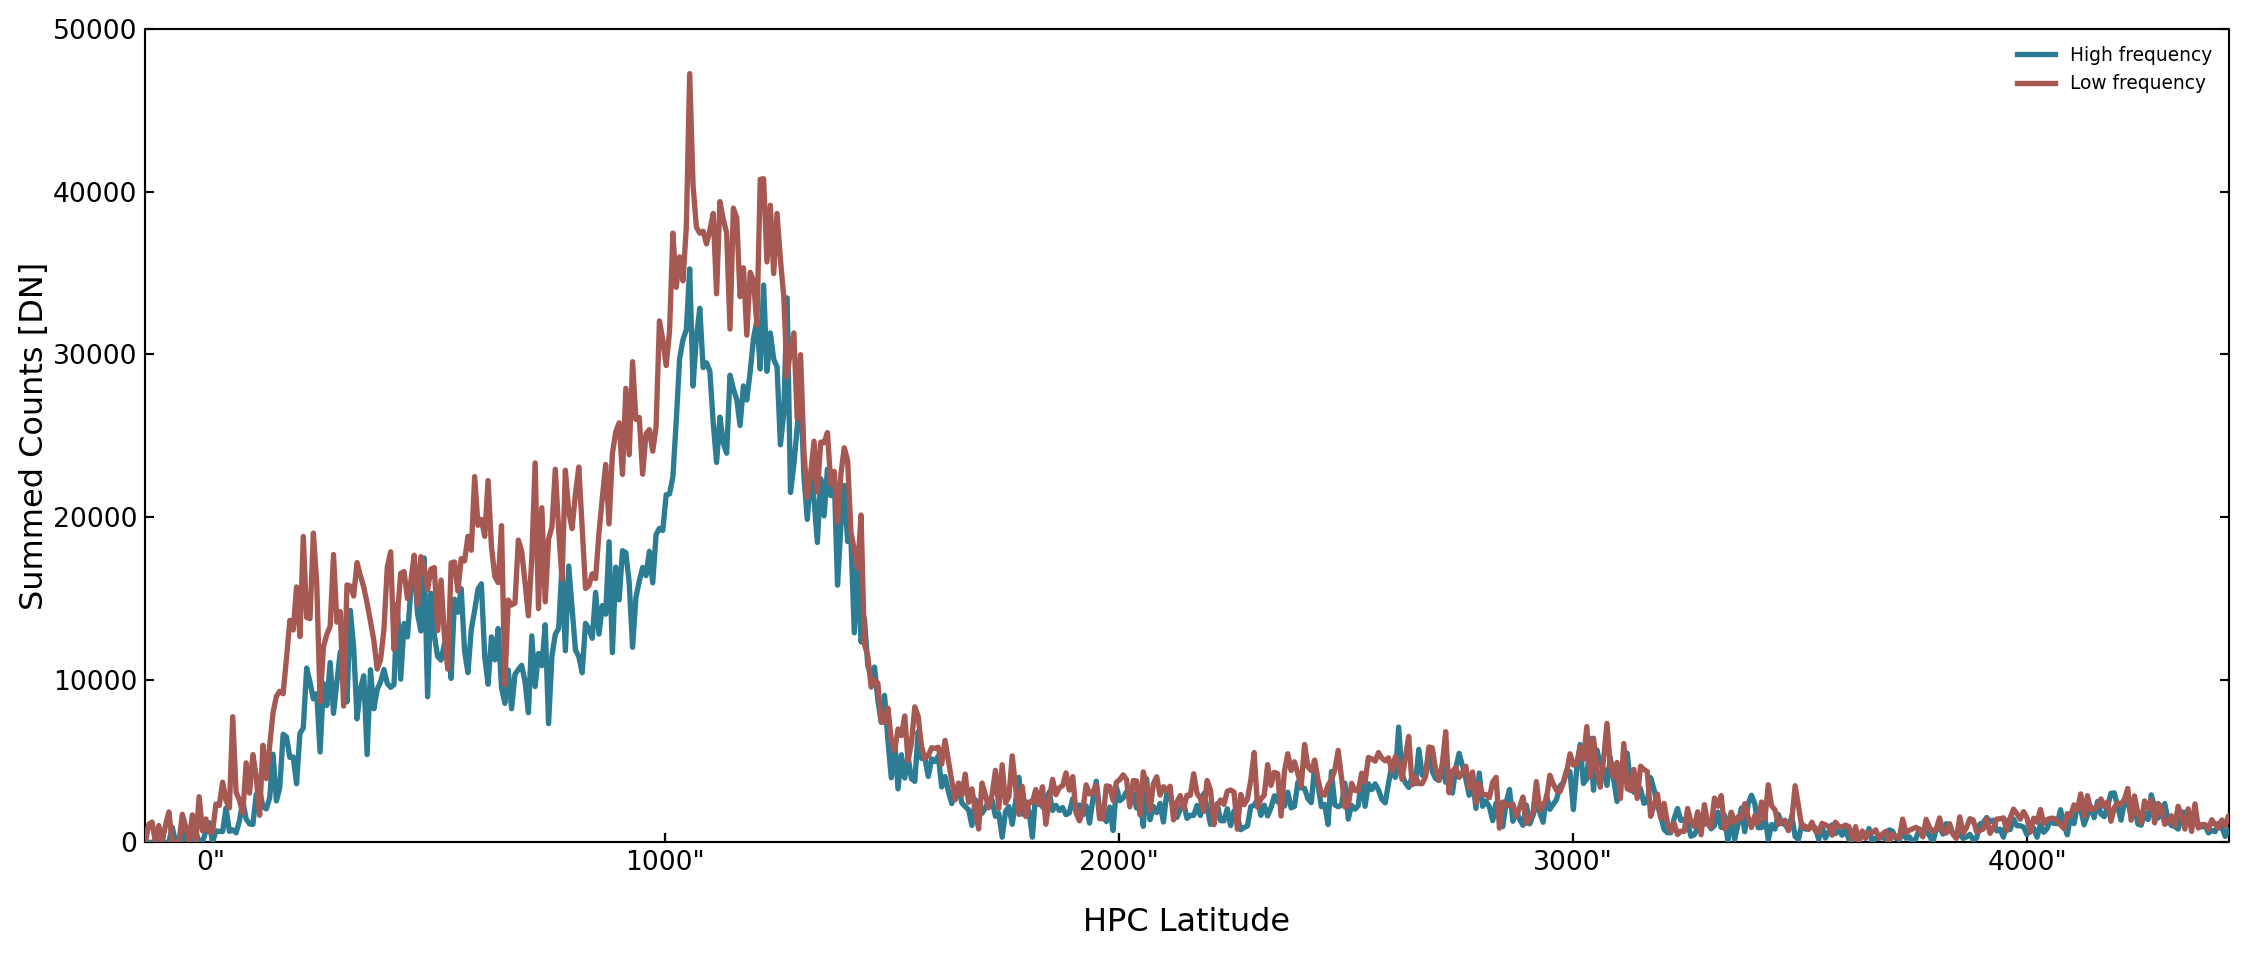 50000
40000
30000
20000
10000
0
Summed Counts [DN]
High frequency
Low frequency
0" 1000" 2000" 3000" 4000"
HPC Latitude